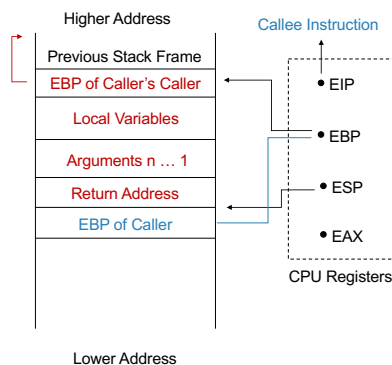 Higher Address
Callee Instruction
Previous Stack Frame
EBP of Caller’s Caller
Local Variables
Arguments n … 1
Return Address
EBP of Caller
EIP
EBP
ESP
EAX
CPU Registers
Lower Address